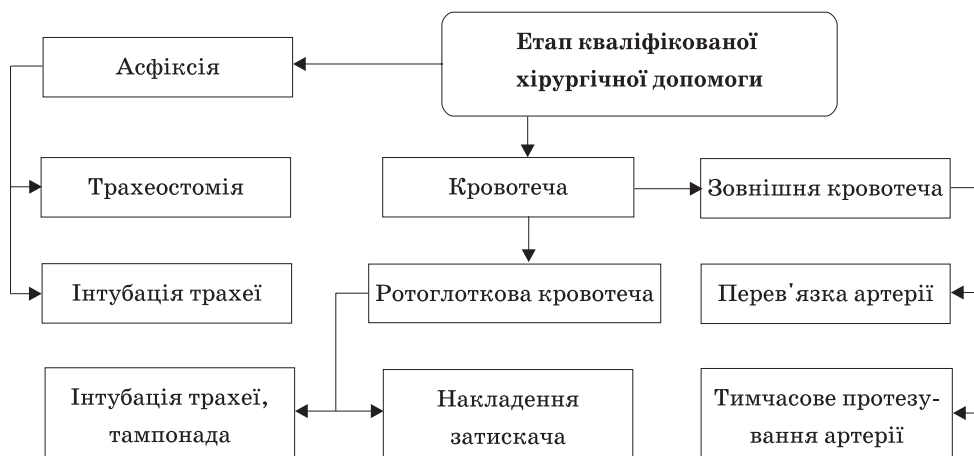 Етап кваліфікованої
хірургічної допомоги
Асфіксія
Трахеостомія
Кровотеча
Зовнішня кровотеча
Інтубація трахеї
Ротоглоткова кровотеча
Перев'язка артерії
Інтубація трахеї,
тампонада
Накладення
затискача
Тимчасове протезу-
вання артерії